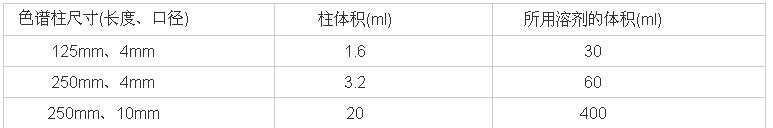 色谱柱尺寸(长度、口径) 柱体积(ml) 所用溶剂的体积(ml)
125mm、4mm 1.6 30
250mm、4mm 3.2 60
250mm、10mm 20 400